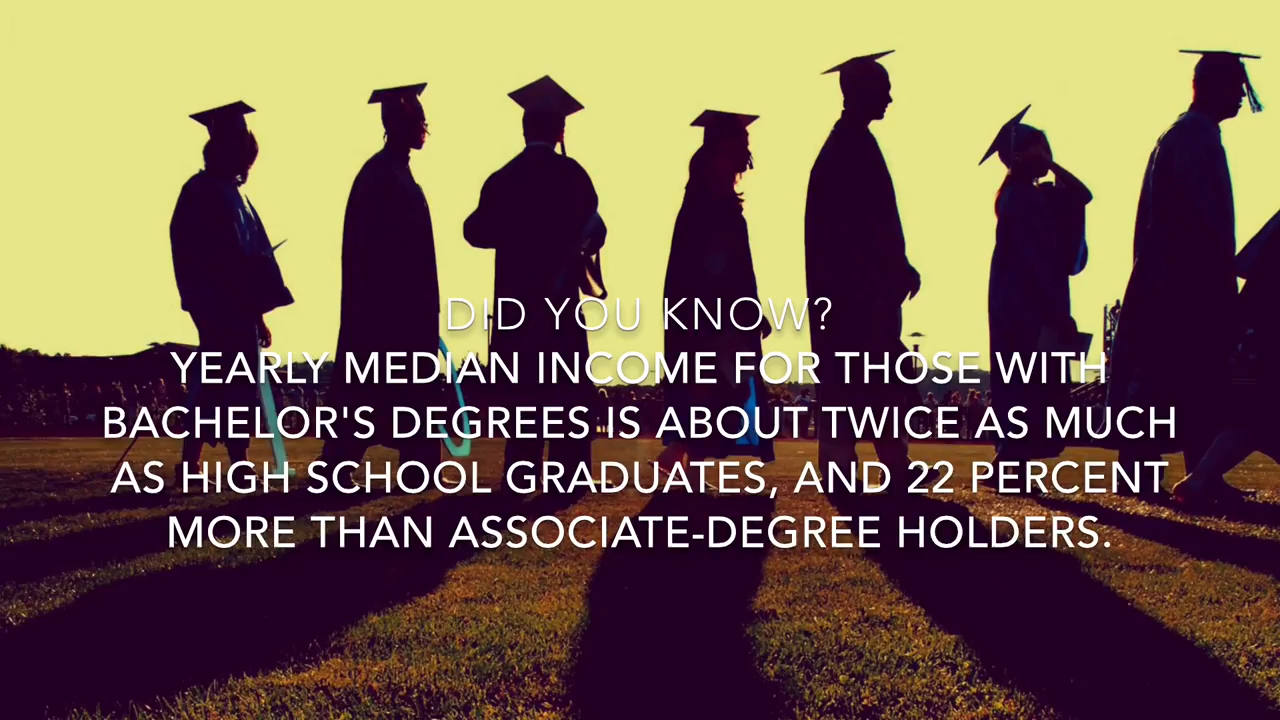 DID YOU KNOW?
YEARLY MEDIAN INCOME FOR THOSE WITH
BACHELOR'S DEGREES IS ABOUT TWICE AS MUCH
AS HIGH SCHOOL GRADUATES, AND 22 PERCENT
MORE THAN ASSOCIATE-DEGREE HOLDERS.